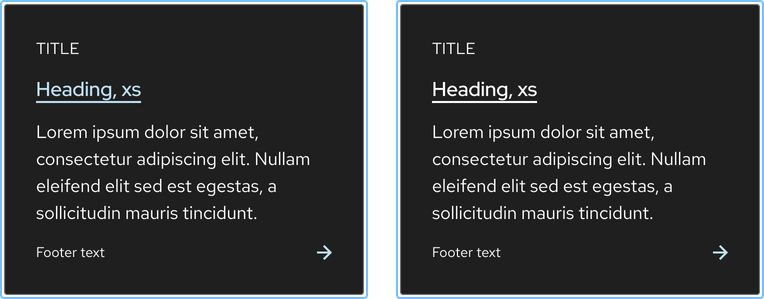 TITLE
Heading, xs
Lorem ipsum dolor sit amet,
consectetur adipiscing elit. Nullam
eleifend elit sed est egestas, a
sollicitudin mauris tincidunt.
Footer text
TITLE
Heading, xs
Lorem ipsum dolor sit amet,
consectetur adipiscing elit. Nullam
eleifend elit sed est egestas, a
sollicitudin mauris tincidunt.
Footer text